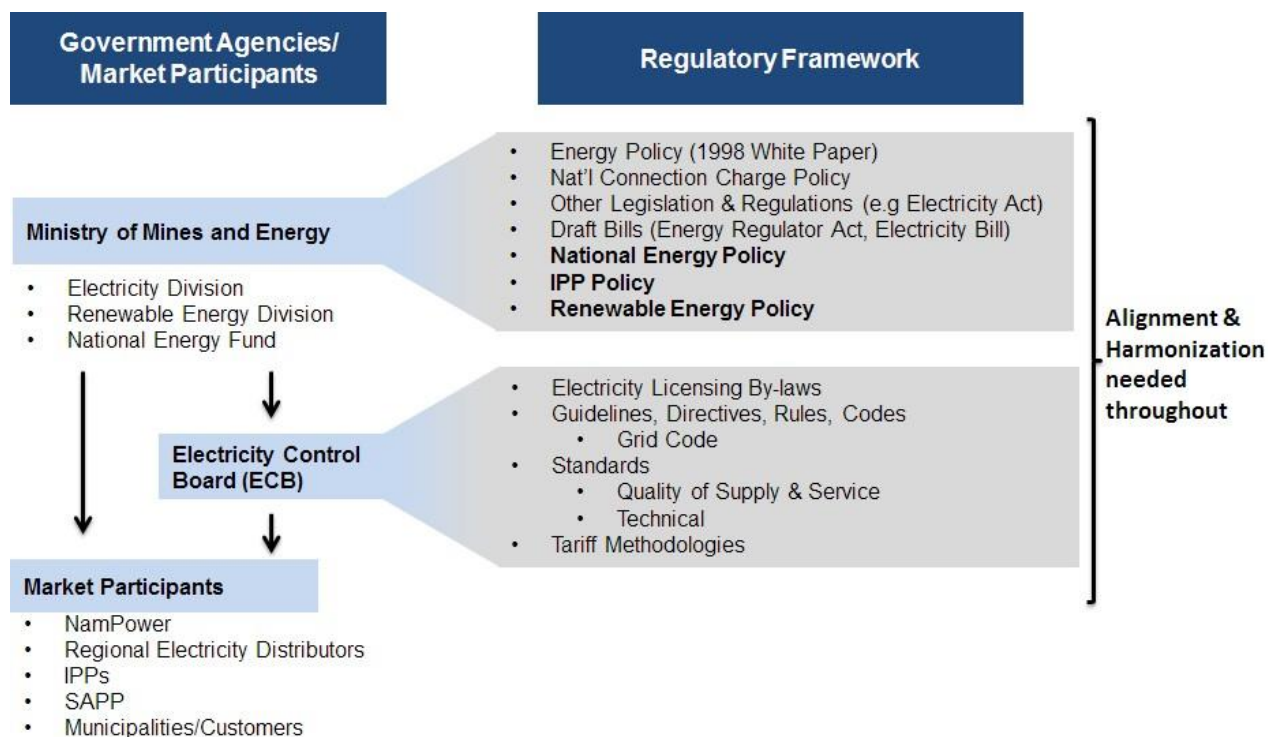 Government Agencies/
Market Participants
Regulatory Framework
Ministry of Mines and Energy
• Electricity Division
• Renewable Energy Division
• National Energy Fund
• Energy Policy (1998 White Paper)
• Nat'l Connection Charge Policy
• Other Legislation & Regulations (e.g Electricity Act)
• Draft Bills (Energy Regulator Act, Electricity Bill)
• National Energy Policy
• IPP Policy
• Renewable Energy Policy
Electricity Control
Board (ECB)
• Electricity Licensing By-laws
• Guidelines, Directives, Rules, Codes
• Grid Code
• Standards
• Quality of Supply & Service
• Technical
• Tariff Methodologies
Alignment &
Harmonization
needed
throughout
Market Participants
• NamPower
• Regional Electricity Distributors
• IPPs
• SAPP
• Municipalities/Customers